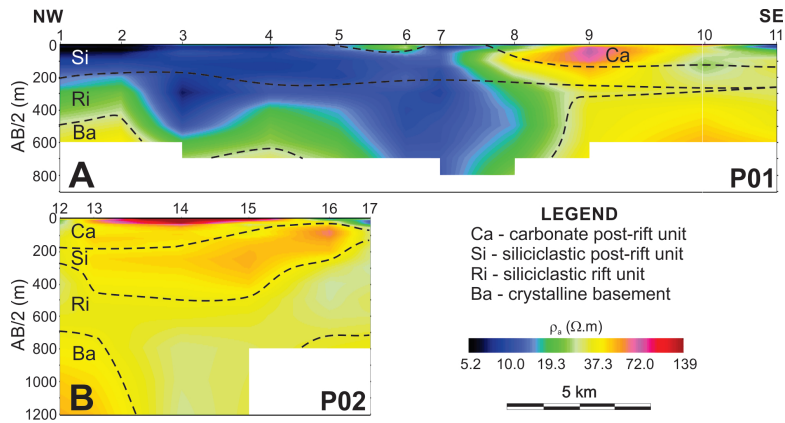 NW SE
1 2 3 4 5 6 7 8 9 10 11
0
200
400
600
800
AB/2 (m)
Si
Ca
Ri
Ba
A P01
12 13 14 15 16 17
0
200
400
600
800
1000
1200
AB/2 (m)
Ca
Si
Ri
Ba
B P02
LEGEND
Ca - carbonate post-rift unit
Si - siliciclastic post-rift unit
Ri - siliciclastic rift unit
Ba - crystalline basement
ρa (Ω.m)
5.2 10.0 19.3 37.3 72.0 139
5 km